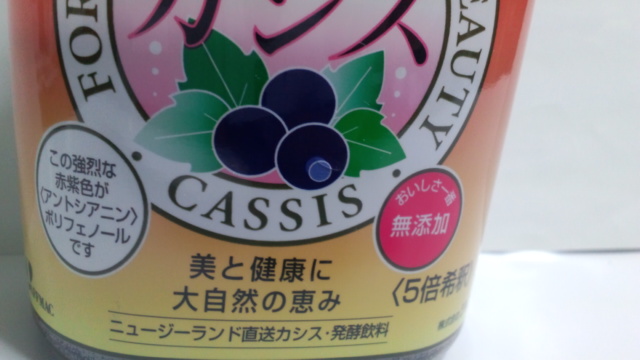 カシス
FOR
BEAUTY
CASSIS
この強烈な
赤紫色が
〈アントシアニン〉
ポリフェノール
です
おいしさ一番
無添加
美と健康に
大自然の恵み
〈5倍希釈
ニュージーランド直送カシス・発酵飲料